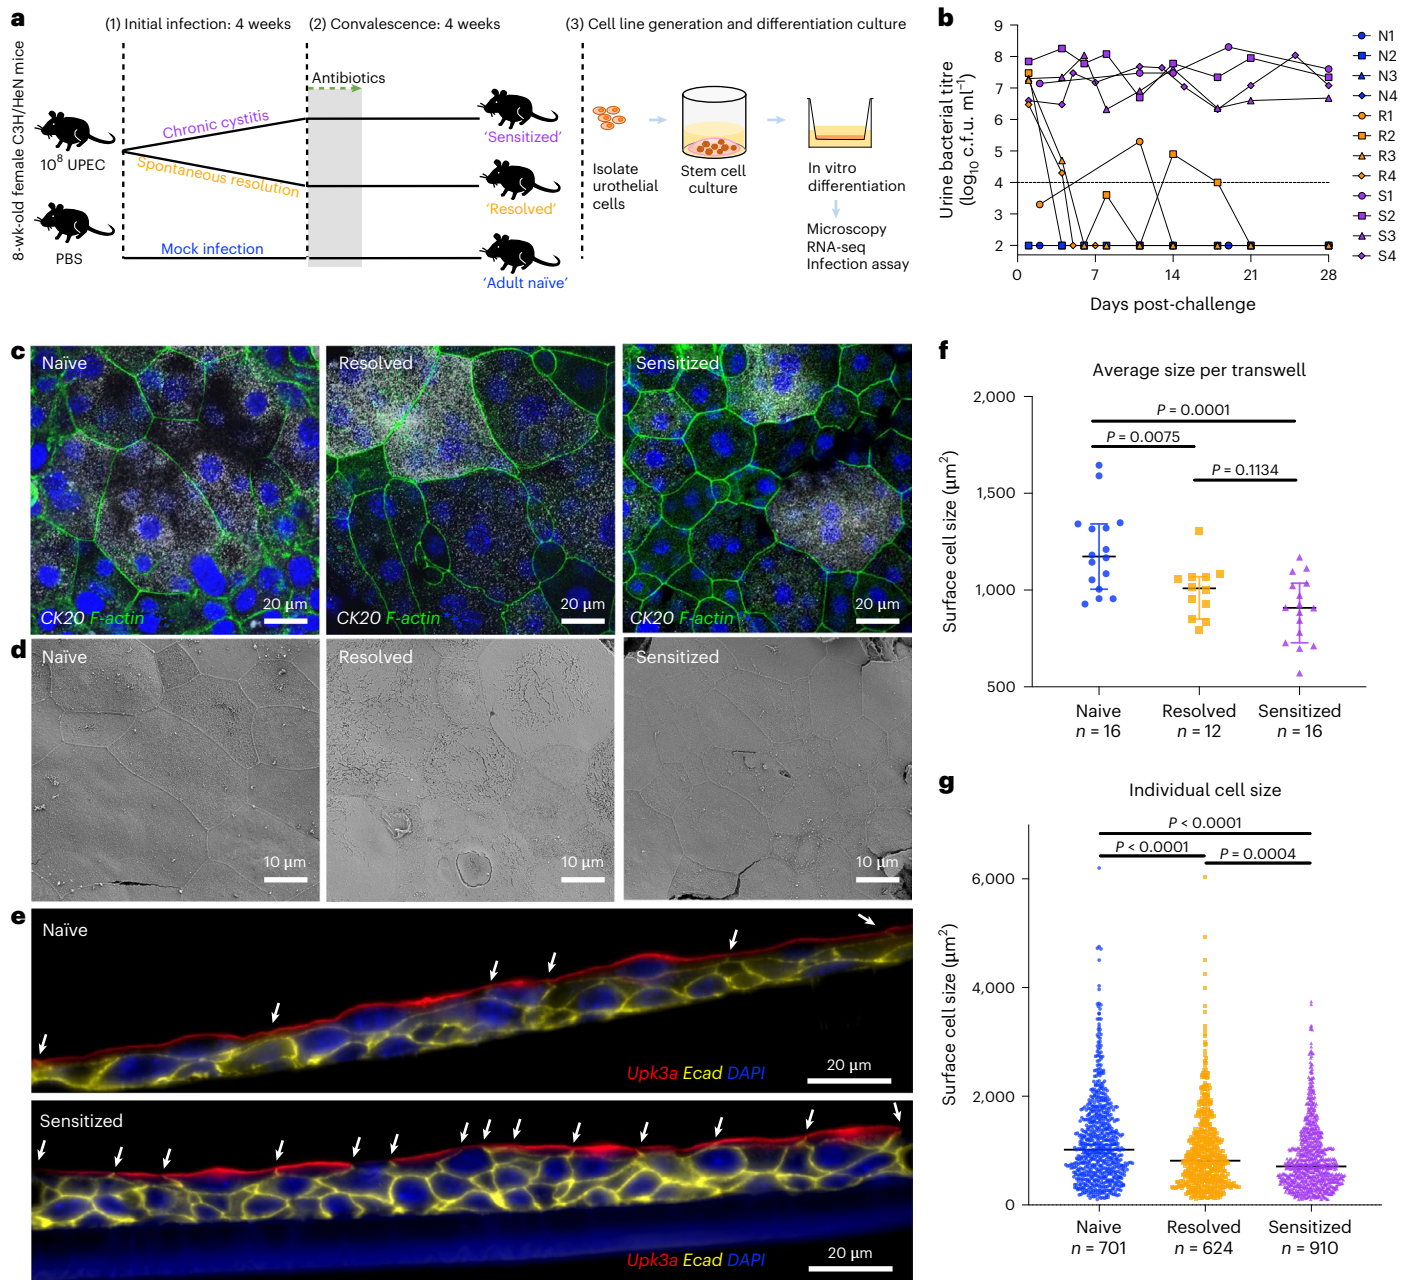 a
8-wk-old female C3H/HeN mice
(1) Initial infection: 4 weeks
(2) Convalescence: 4 weeks
(3) Cell line generation and differentiation culture
Antibiotics
10⁸ UPEC
PBS
Chronic cystitis
Spontaneous resolution
Mock infection
'Sensitized'
'Resolved'
'Adult naïve'
Isolate
urothelial
cells
Stem cell
culture
In vitro
differentiation
Microscopy
RNA-seq
Infection assay
b
Urine bacterial titre
(log₁₀ c.f.u. ml⁻¹)
9
8
7
6
5
4
3
2
0
7
14
21
28
Days post-challenge
N1
N2
N3
N4
R1
R2
R3
R4
S1
S2
S3
S4
c
Naïve
CK20 F-actin
20 µm
Resolved
CK20 F-actin
20 µm
Sensitized
CK20 F-actin
20 µm
d
Naïve
10 µm
Resolved
10 µm
Sensitized
10 µm
e
Naïve
Upk3a Ecad DAPI
20 µm
Sensitized
Upk3a Ecad DAPI
20 µm
f
Average size per transwell
Surface cell size (µm²)
2,000
1,500
1,000
500
P = 0.0001
P = 0.0075
P = 0.1134
Naive
n = 16
Resolved
n = 12
Sensitized
n = 16
g
Individual cell size
Surface cell size (µm²)
6,000
4,000
2,000
0
P < 0.0001
P < 0.0001
P = 0.0004
Naive
n = 701
Resolved
n = 624
Sensitized
n = 910